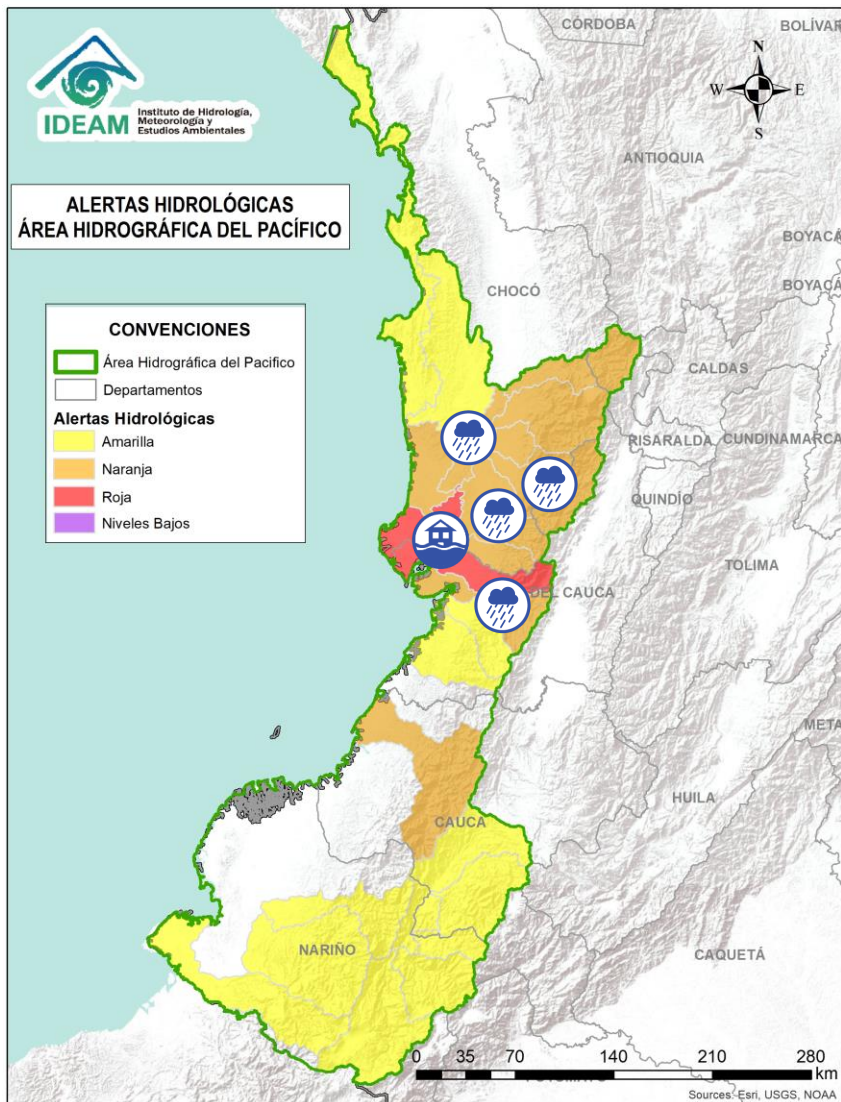 CÓRDOBA
BOLÍVAR
IDEAM
Instituto de Hidrología,
Meteorología y
Estudios Ambientales
N
W
E
S
ANTIOQUIA
ALERTAS HIDROLÓGICAS
ÁREA HIDROGRÁFICA DEL PACÍFICO
BOYACÁ
CHOCÓ
BOYACÁ
CONVENCIONES
Área Hidrográfica del Pacifico
Departamentos
Alertas Hidrológicas
Amarilla
Naranja
Roja
Niveles Bajos
CALDAS
RISARALDA
CUNDINAMARCA
QUINDÍO
TOLIMA
DEL CAUCA
META
HUILA
CAUCA
NARIÑO
CAQUETÁ
0 35 70 140 210 280
km
Sources: Esri, USGS, NOAA